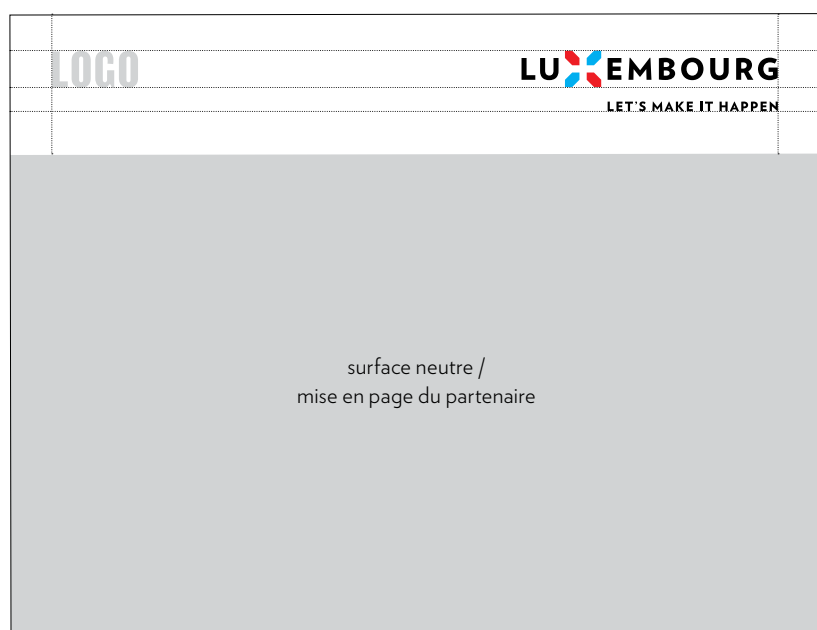 LOGO
LUXEMBOURG
LET'S MAKE IT HAPPEN
surface neutre /
mise en page du partenaire